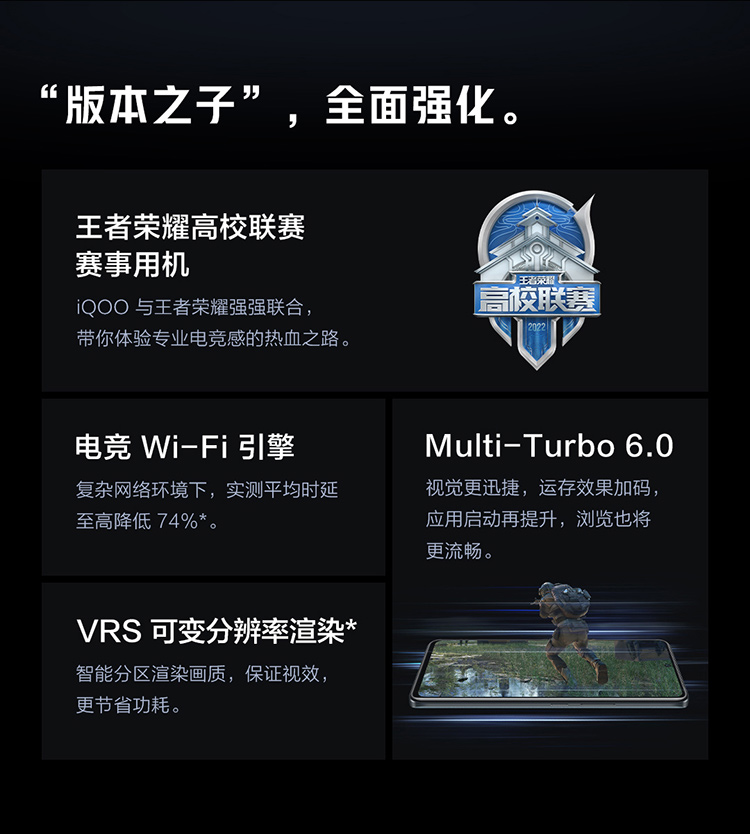 “版本之子”，全面强化。
王者荣耀高校联赛
赛事用机
iQOO 与王者荣耀强强联合，
带你体验专业电竞感的热血之路。
王者荣耀
高校联赛
2022
电竞 Wi-Fi 引擎
复杂网络环境下，实测平均时延
至高降低 74%*。
Multi-Turbo 6.0
视觉更迅捷，运存效果加码，
应用启动再提升，浏览也将
更流畅。
VRS 可变分辨率渲染*
智能分区渲染画质，保证视效，
更节省功耗。